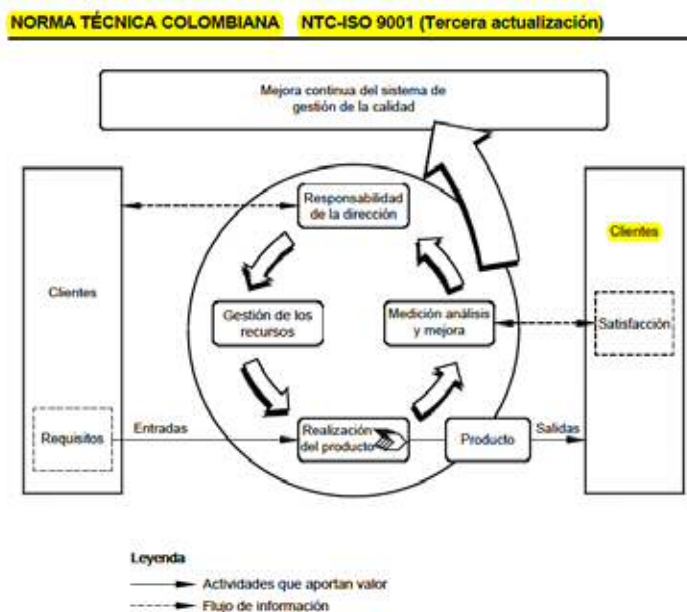 NORMA TÉCNICA COLOMBIANA NTC-ISO 9001 (Tercera actualización)
Mejora continua del sistema de
gestión de la calidad
Responsabilidad
de la dirección
Clientes
Clientes
Gestión de los
recursos
Medición análisis
y mejora
Satisfacción
Requisitos
Entradas
Realización
del producto
Producto
Salidas
Leyenda
Actividades que aportan valor
Flujo de información